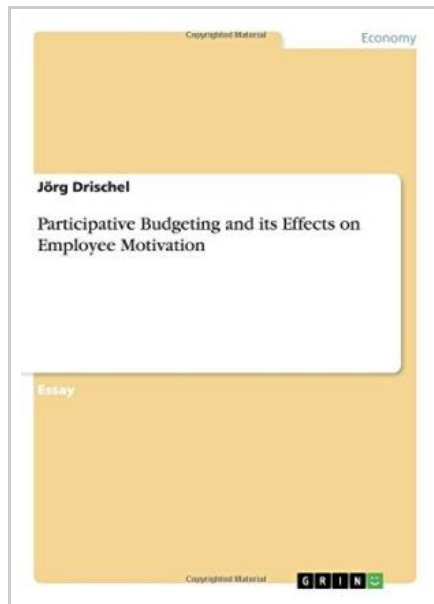 Copyrighted Material
Economy
Jörg Drischel
Participative Budgeting and its Effects on
Employee Motivation
Essay
Copyrighted Material
GRIN